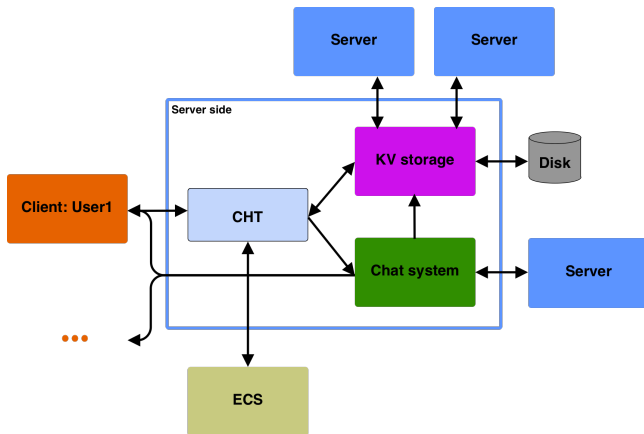 Server
Server
Server side
KV storage
Disk
Client: User1
CHT
Chat system
Server
ECS